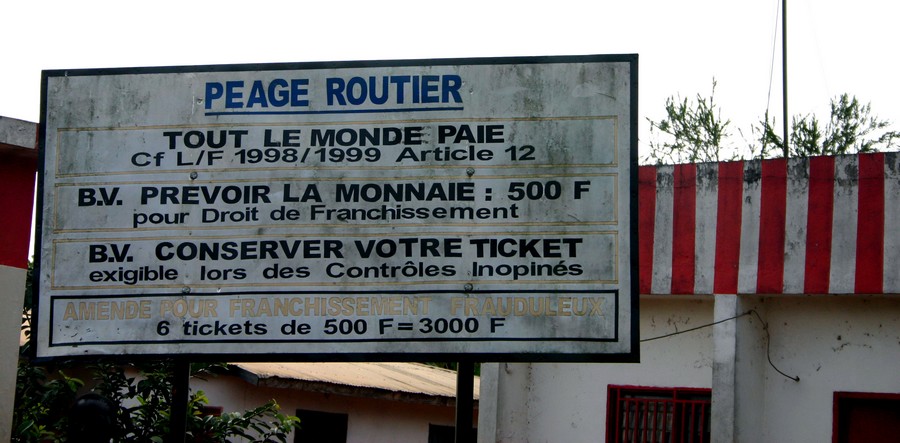 PEAGE ROUTIER
TOUT LE MONDE PAIE
Cf L/F 1998/1999 Article 12
B.V. PREVOIR LA MONNAIE : 500 F
pour Droit de Franchissement
B.V. CONSERVER VOTRE TICKET
exigible lors des Contrôles Inopinés
AMENDE POUR FRANCHISSEMENT FRAUDULEUX
6 tickets de 500 F = 3000 F